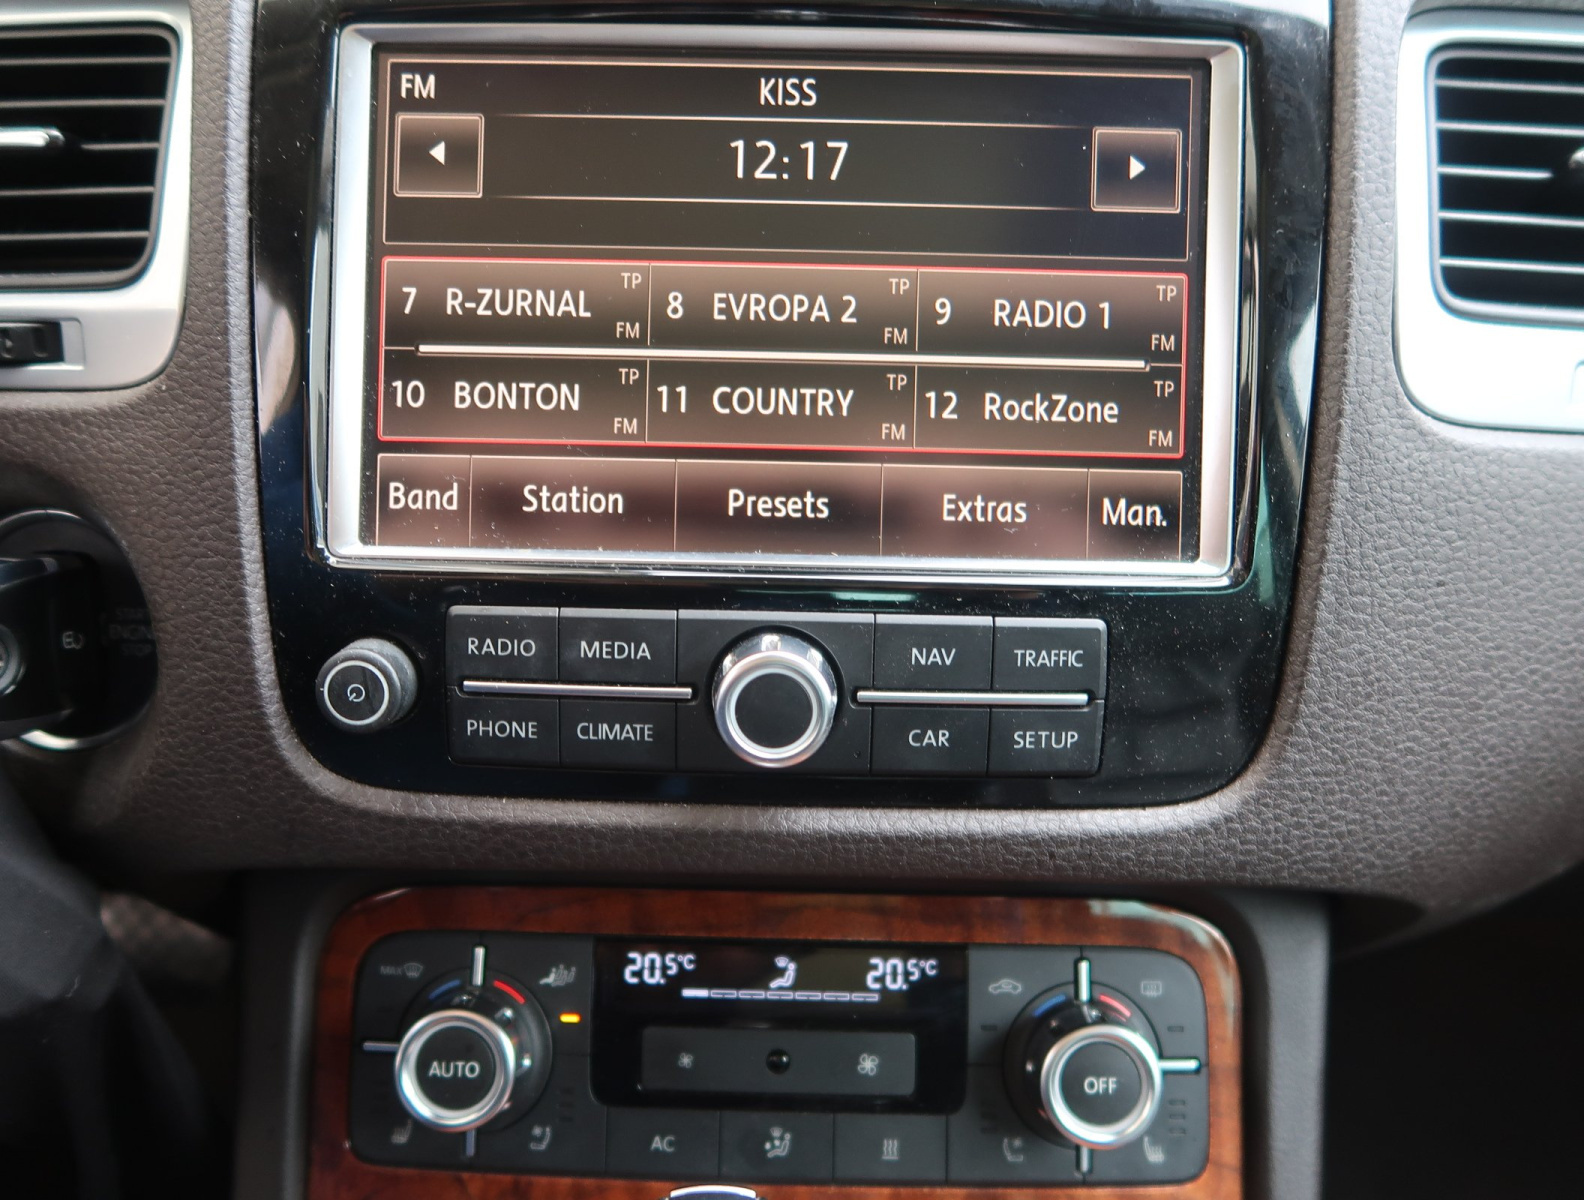 FM
KISS
12:17
7 R-ZURNAL TP FM
8 EVROPA 2 TP FM
9 RADIO 1 TP FM
10 BONTON TP FM
11 COUNTRY TP FM
12 RockZone TP FM
Band Station Presets Extras Man.
RADIO MEDIA NAV TRAFFIC
PHONE CLIMATE CAR SETUP
MAX 20.5°C 20.5°C
AUTO OFF
AC